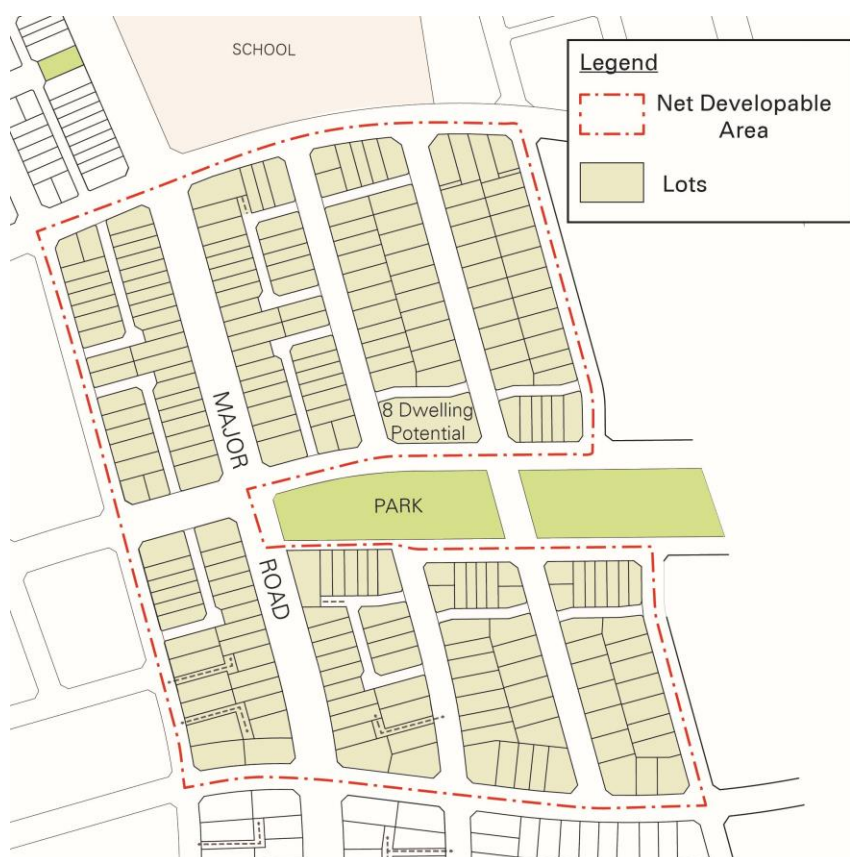 SCHOOL
Legend
Net Developable
Area
Lots
MAJOR
8 Dwelling
Potential
PARK
ROAD